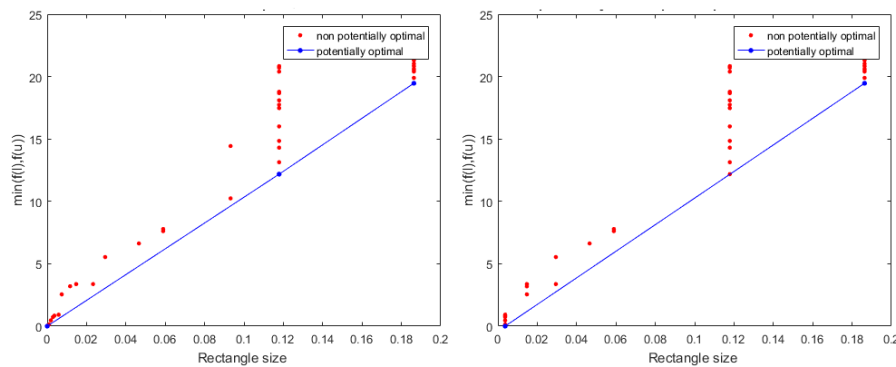 25
20
15
10
5
0
min(f(l),f(u))
non potentially optimal
potentially optimal
0 0.02 0.04 0.06 0.08 0.1 0.12 0.14 0.16 0.18 0.2
Rectangle size
25
20
15
10
5
0
min(f(l),f(u))
non potentially optimal
potentially optimal
0 0.02 0.04 0.06 0.08 0.1 0.12 0.14 0.16 0.18 0.2
Rectangle size